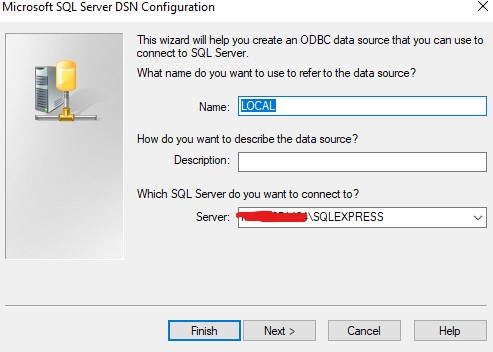 Microsoft SQL Server DSN Configuration
This wizard will help you create an ODBC data source that you can use to
connect to SQL Server.
What name do you want to use to refer to the data source?
Name: LOCAL
How do you want to describe the data source?
Description:
Which SQL Server do you want to connect to?
Server: \SQLEXPRESS
Finish Next > Cancel Help